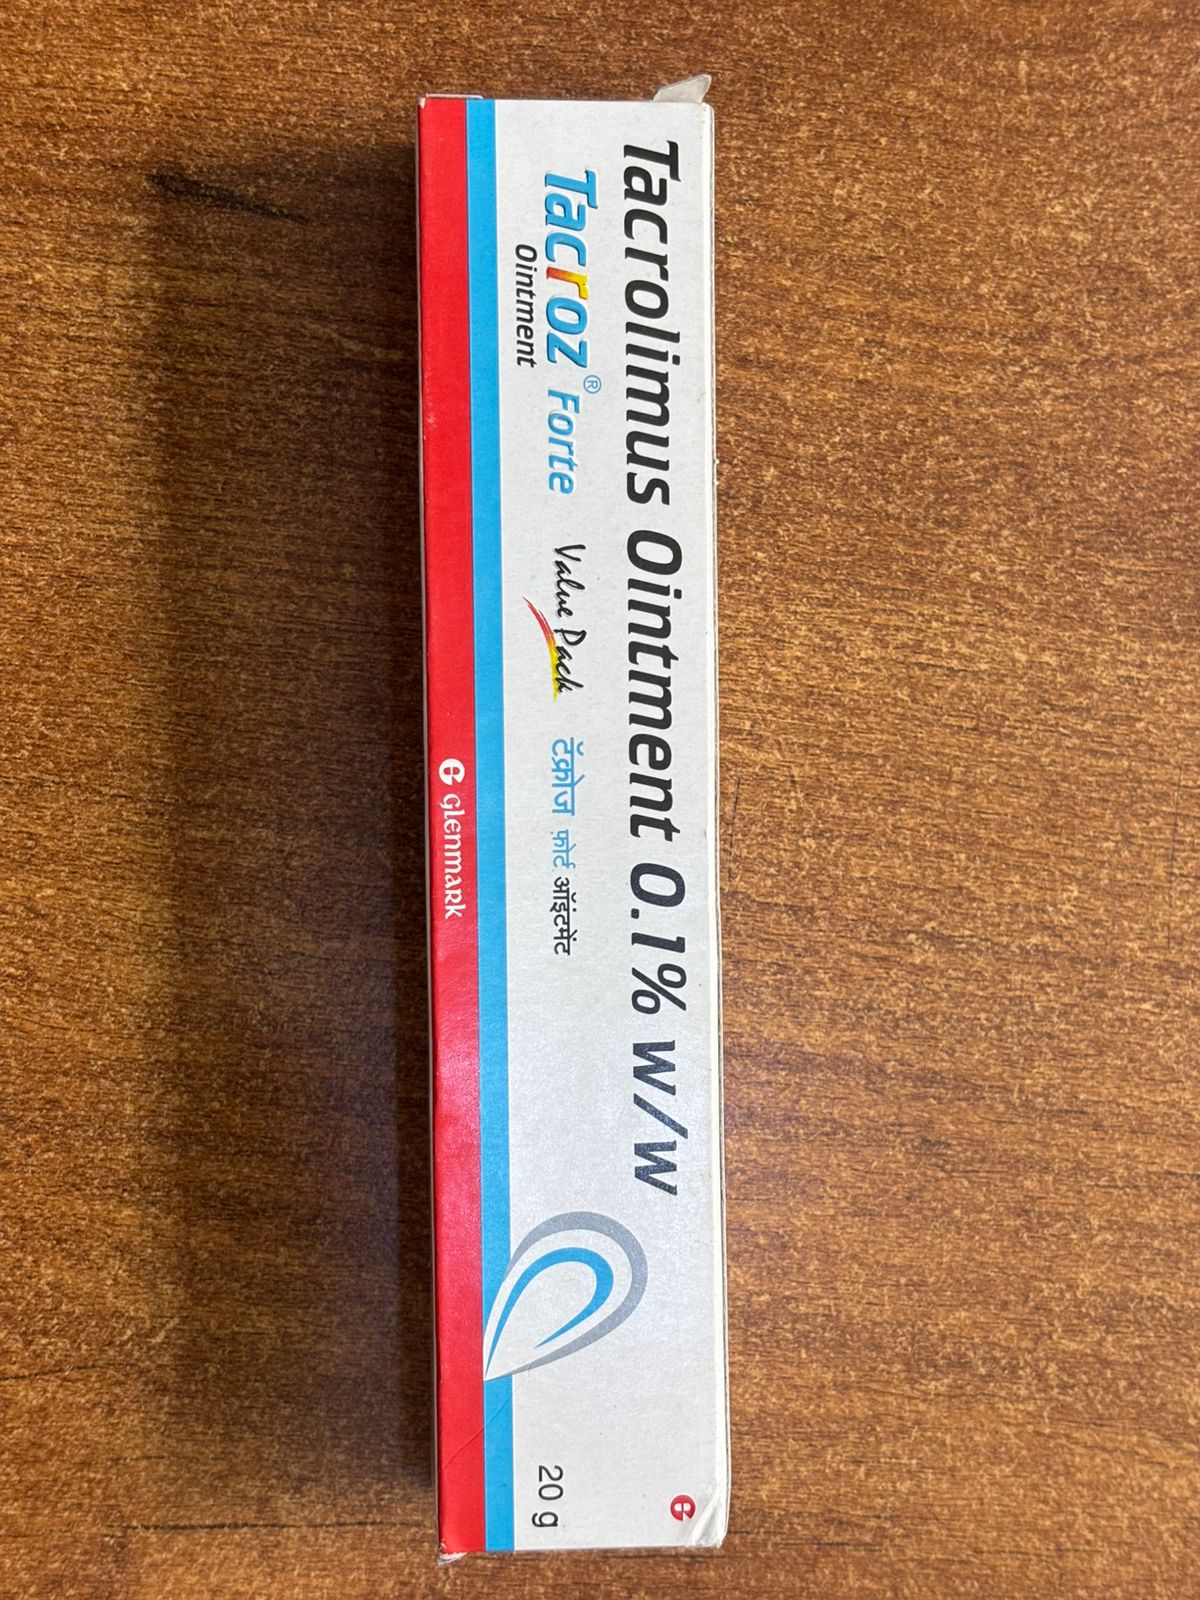 Tacrolimus Ointment 0.1% w/w
Tacroz® Forte Value Pack टॅक्रोज फ़ोर्ट ऑइंटमेंट
Ointment
20 g
GLENMARK